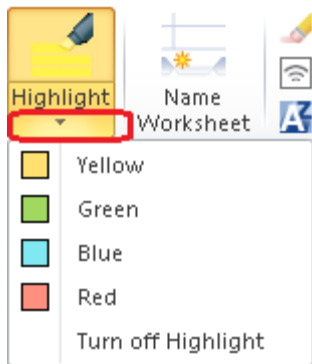 Highlight
Name
Worksheet
A
Yellow
Green
Blue
Red
Turn off Highlight